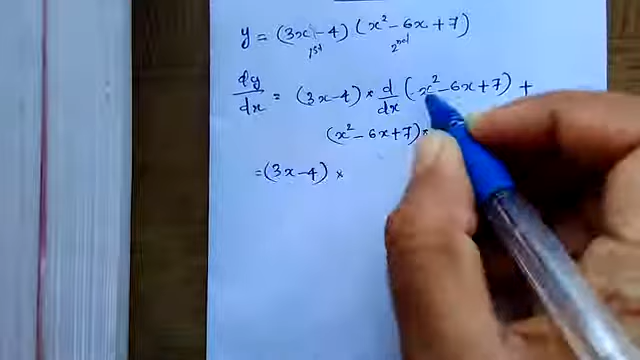 y = (3x-4) (x² - 6x + 7)
1st 2nd
dy/dx = (3x-4) * d/dx (x² - 6x + 7) +
(x² - 6x + 7) *
= (3x-4) ×